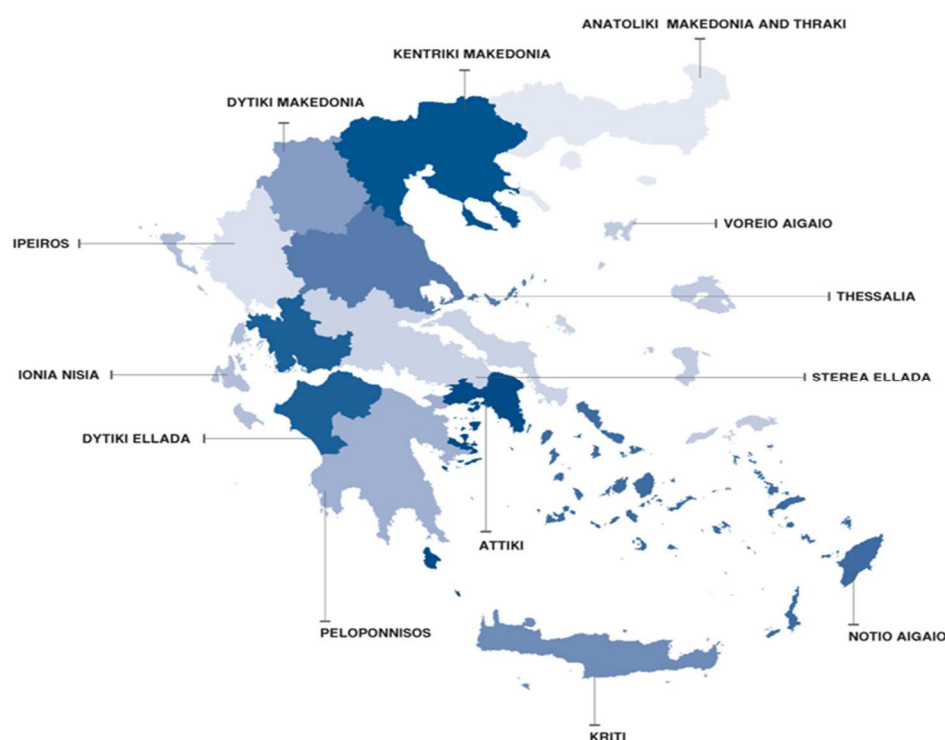 ANATOLIKI MAKEDONIA AND THRAKI
KENTRIKI MAKEDONIA
DYTIKI MAKEDONIA
VOREIO AIGAIO
IPEIROS
THESSALIA
IONIA NISIA
STEREA ELLADA
DYTIKI ELLADA
ATTIKI
PELOPONNISOS
NOTIO AIGAIO
KRITI